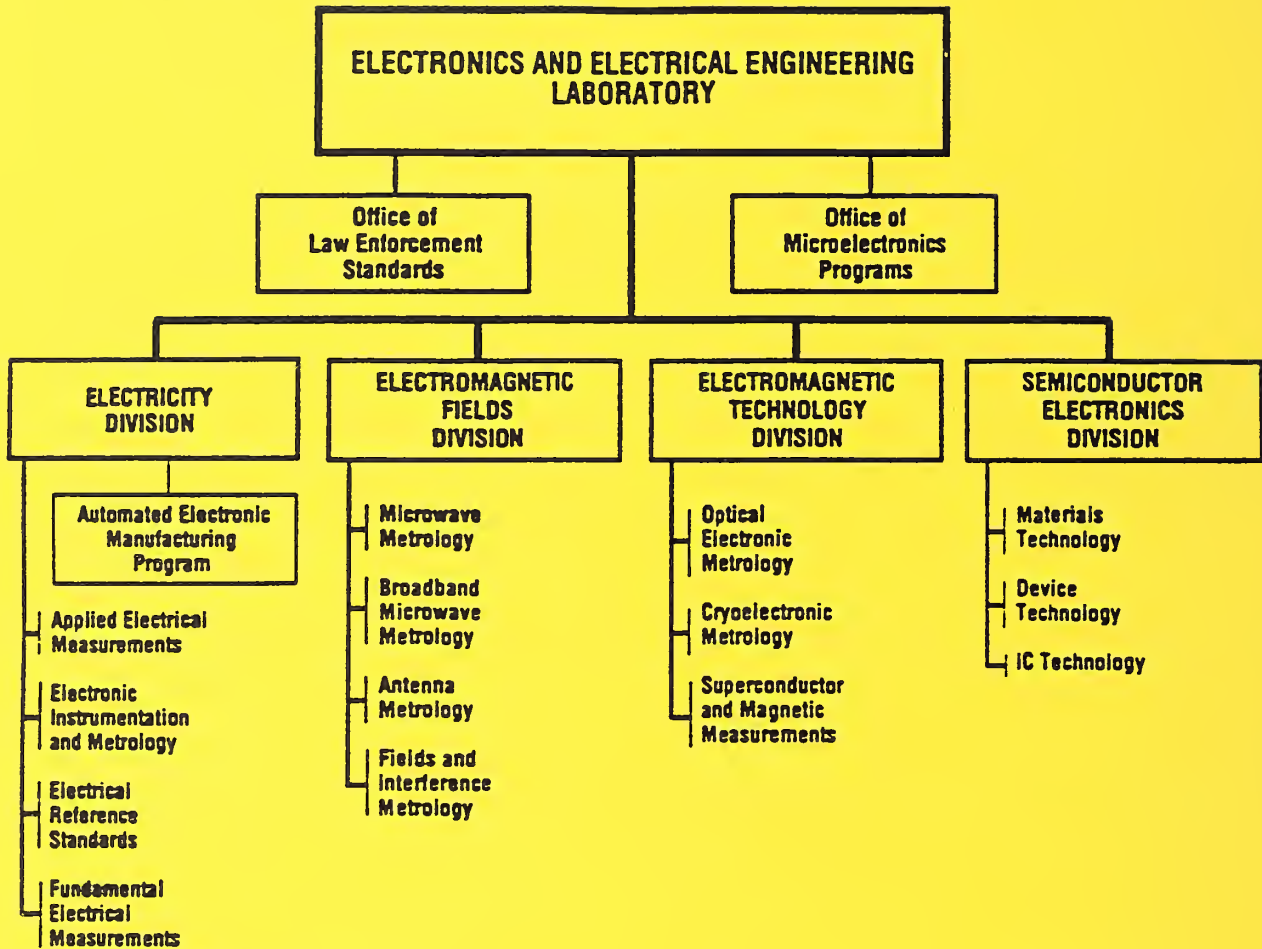 ELECTRONICS AND ELECTRICAL ENGINEERING
LABORATORY
Office of
Law Enforcement
Standards
Office of
Microelectronics
Programs
ELECTRICITY
DIVISION
Automated Electronic
Manufacturing
Program
Applied Electrical
Measurements
Electronic
Instrumentation
and Metrology
Electrical
Reference
Standards
Fundamental
Electrical
Measurements
ELECTROMAGNETIC
FIELDS
DIVISION
Microwave
Metrology
Broadband
Microwave
Metrology
Antenna
Metrology
Fields and
Interference
Metrology
ELECTROMAGNETIC
TECHNOLOGY
DIVISION
Optical
Electronic
Metrology
Cryoelectronic
Metrology
Superconductor
and Magnetic
Measurements
SEMICONDUCTOR
ELECTRONICS
DIVISION
Materials
Technology
Device
Technology
IC Technology